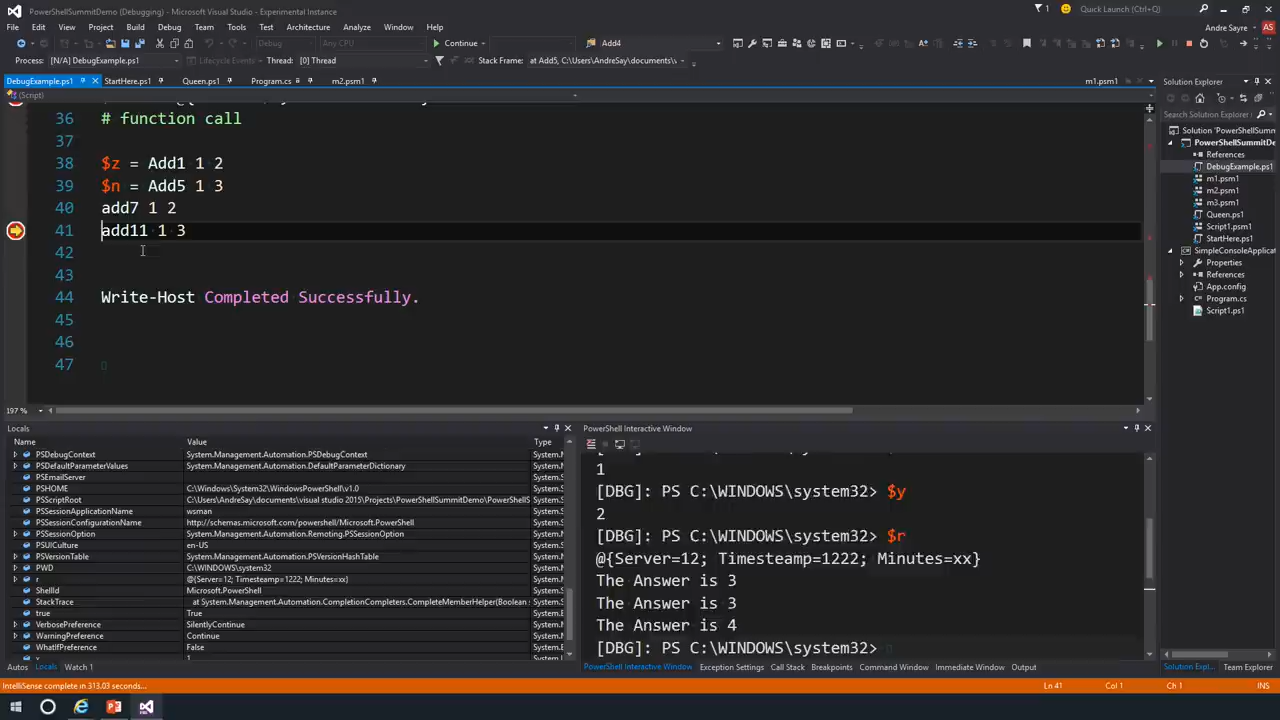 PowerShellSummitDemo (Debugging) - Microsoft Visual Studio - Experimental Instance
1
Quick Launch (Ctrl+Q)
File Edit View Project Build Debug Team Tools Test Architecture Analyze Window Help
Andre Sayre AS
Debug Any CPU Continue Add4
Process: [N/A] DebugExample.ps1 Lifecycle Events Thread: [0] Thread Stack Frame: at Add5, C:\Users\AndreSay\documents\v
DebugExample.ps1 StartHere.ps1 Queen.ps1 Program.cs m2.psm1 m1.psm1
(Script)
36 # function call
37
38 $z = Add1 1 2
39 $n = Add5 1 3
40 add7 1 2
41 add11 1 3
42
43
44 Write-Host Completed Successfully.
45
46
47
197 %
Solution Explorer
Search Solution Explorer
Solution 'PowerShellSumm
PowerShellSummitDe
References
DebugExample.ps1
m1.psm1
m2.psm1
m3.psm1
Queen.ps1
Script1.psm1
StartHere.ps1
SimpleConsoleApplica
Properties
References
App.config
Program.cs
Script1.ps1
Locals
Name Value Type
PSDebugContext System.Management.Automation.PSDebugContext System.M
PSDefaultParameterValues System.Management.Automation.DefaultParameterDictionary System.M
PSEmailServer System.M
PSHOME C:\Windows\System32\WindowsPowerShell\v1.0 System.M
PSScriptRoot C:\Users\AndreSay\documents\visual studio 2015\Projects\PowerShellSummitDemo\PowerShellS System.M
PSSessionApplicationName wsman System.M
PSSessionConfigurationName http://schemas.microsoft.com/powershell/Microsoft.PowerShell System.M
PSSessionOption System.Management.Automation.Remoting.PSSessionOption System.M
PSUICulture en-US System.M
PSVersionTable System.Management.Automation.PSVersionHashTable System.M
PWD C:\WINDOWS\system32 System.M
r @{Server=12; Timesteamp=1222; Minutes=xx} System.M
ShellId Microsoft.PowerShell System.M
StackTrace at System.Management.Automation.CompletionCompleters.CompleteMemberHelper(Boolean System.M
true True System.B
VerbosePreference SilentlyContinue System.M
WarningPreference Continue System.M
WhatIfPreference False System.M
1
Autos Locals Watch 1
PowerShell Interactive Window
1
[DBG]: PS C:\WINDOWS\system32> $y
2
[DBG]: PS C:\WINDOWS\system32> $r
@{Server=12; Timesteamp=1222; Minutes=xx}
The Answer is 3
The Answer is 3
The Answer is 4
[DBG]: PS C:\WINDOWS\system32>
PowerShell Interactive Window Exception Settings Call Stack Breakpoints Command Window Immediate Window Output
Solution Expl... Team Explorer
IntelliSense complete in 313.03 seconds... Ln 41 Col 1 Ch 1 INS